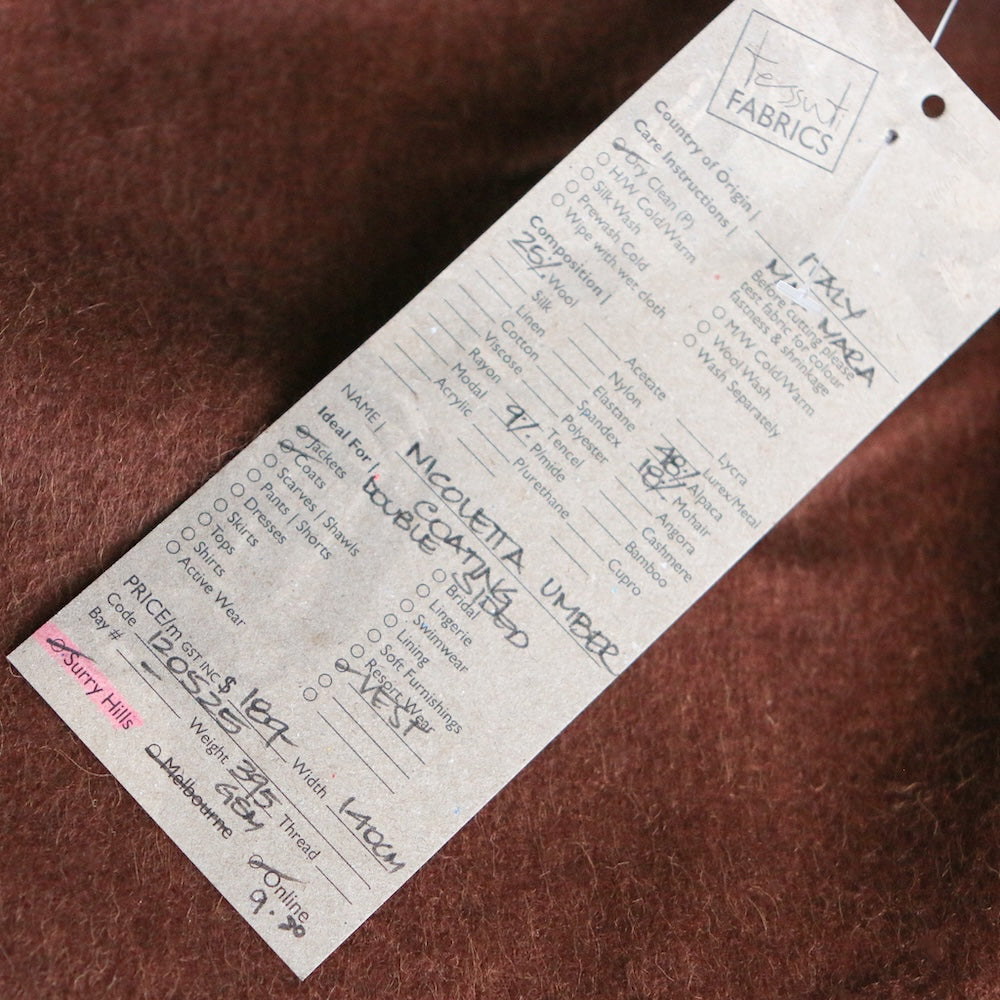 Tessuti
FABRICS
Country of Origin | ITALY
Care Instructions | MAX MARA
Dry Clean (P)
H/W Cold/Warm
Silk Wash
Prewash Cold
Wipe with wet cloth
Before cutting please
test fabric for colour
fastness & shrinkage
M/W Cold/Warm
Wool Wash
Wash Separately
Composition |
25% Wool
Silk
Linen
Cotton
Viscose
Rayon
Modal
Acrylic
Acetate
Nylon
Elastane
Spandex
Polyester
Tencel
9% P/mide
P/urethane
Lycra
Lurex/Metal
48% Alpaca
18% Mohair
Angora
Cashmere
Bamboo
Cupro
NAME | NICOLETTA UMBER
COATING
DOUBLE SIDED
Ideal For |
Jackets
Coats
Scarves | Shawls
Pants | Shorts
Dresses
Skirts
Tops
Shirts
Active Wear
Bridal
Lingerie
Swimwear
Lining
Soft Furnishings
Resort Wear
VEST
PRICE/m GST INC $ 189 Width 140CM
Code 120525 Weight 395 GSM Thread
Bay # -
Surry Hills
Melbourne
Online